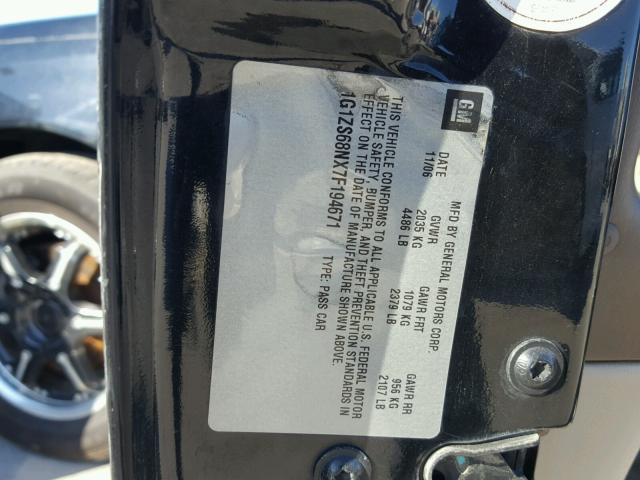 GM
MFD BY GENERAL MOTORS CORP.
DATE GVWR GAWR FRT GAWR RR
11/06 2035 KG 1079 KG 956 KG
4486 LB 2379 LB 2107 LB
THIS VEHICLE CONFORMS TO ALL APPLICABLE U.S. FEDERAL MOTOR
VEHICLE SAFETY, BUMPER, AND THEFT PREVENTION STANDARDS IN
EFFECT ON THE DATE OF MANUFACTURE SHOWN ABOVE.
1G1ZS68NX7F194671 TYPE: PASS CAR